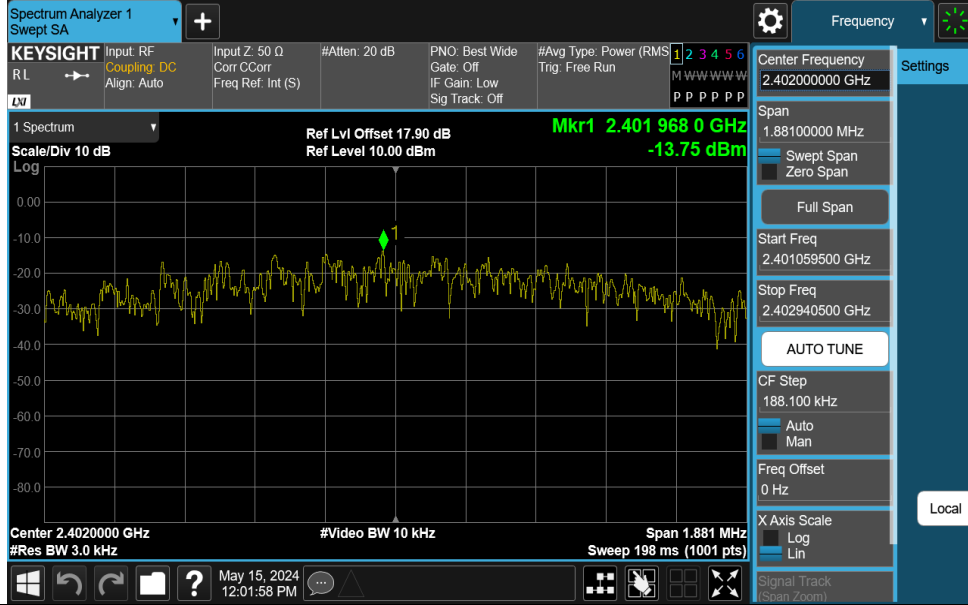 Spectrum Analyzer 1
Swept SA
+
Frequency
KEYSIGHT
Input: RF
Coupling: DC
Align: Auto
R L
LXI
Input Z: 50 Ω
Corr CCorr
Freq Ref: Int (S)
#Atten: 20 dB
PNO: Best Wide
Gate: Off
IF Gain: Low
Sig Track: Off
#Avg Type: Power (RMS
Trig: Free Run
1 2 3 4 5 6
M W W W W W
P P P P P P
1 Spectrum
Scale/Div 10 dB
Log
Ref Lvl Offset 17.90 dB
Ref Level 10.00 dBm
Mkr1 2.401 968 0 GHz
-13.75 dBm
1
0.00
-10.0
-20.0
-30.0
-40.0
-50.0
-60.0
-70.0
-80.0
Center 2.4020000 GHz
#Res BW 3.0 kHz
#Video BW 10 kHz
Span 1.881 MHz
Sweep 198 ms (1001 pts)
?
May 15, 2024
12:01:58 PM
Center Frequency
2.402000000 GHz
Span
1.88100000 MHz
Swept Span
Zero Span
Full Span
Start Freq
2.401059500 GHz
Stop Freq
2.402940500 GHz
AUTO TUNE
CF Step
188.100 kHz
Auto
Man
Freq Offset
0 Hz
X Axis Scale
Log
Lin
Signal Track
(Span Zoom)
Settings
Local